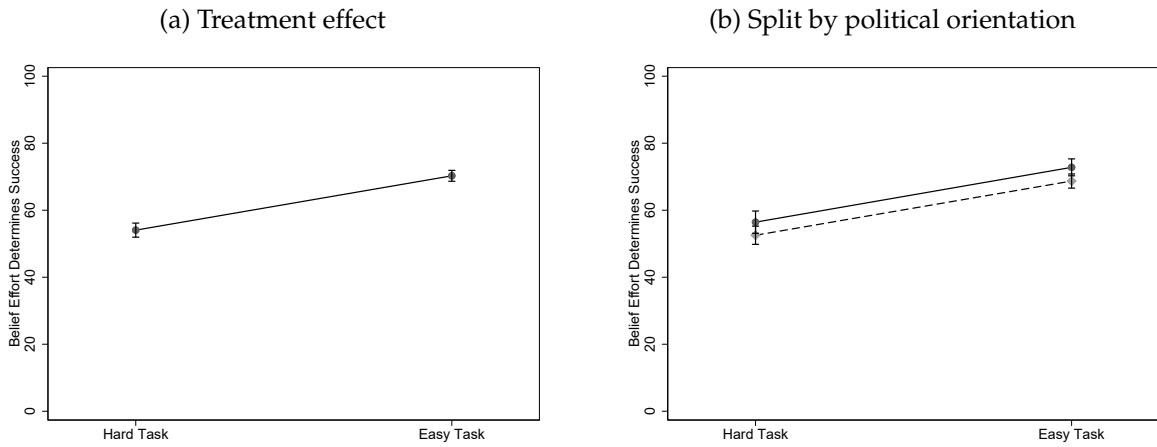 (a) Treatment effect
Belief Effort Determines Success
100
80
60
40
20
0
Hard Task
Easy Task
(b) Split by political orientation
Belief Effort Determines Success
100
80
60
40
20
0
Hard Task
Easy Task